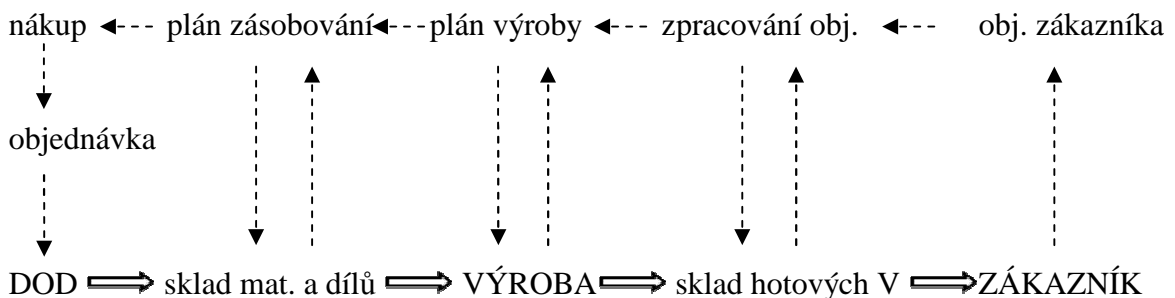 nákup plán zásobování plán výroby zpracování obj. obj. zákazníka
objednávka
DOD sklad mat. a dílů VÝROBA sklad hotových V ZÁKAZNÍK